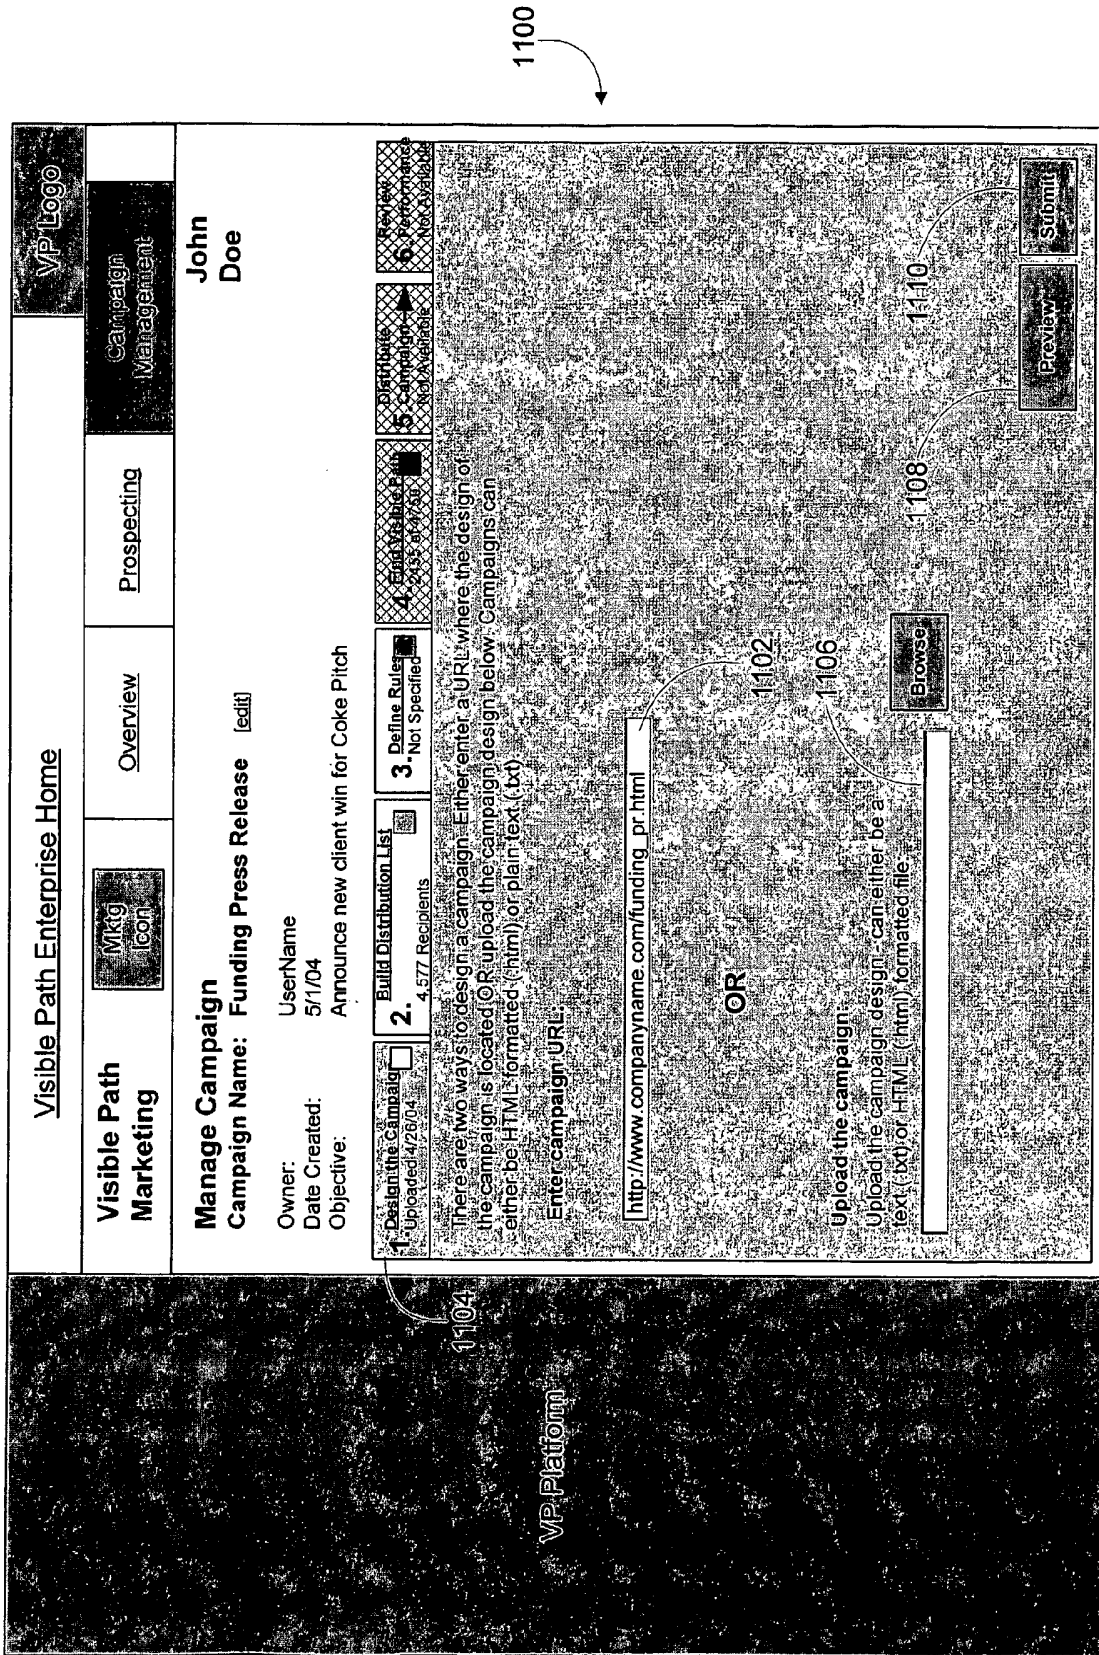 Visible Path Enterprise Home
VP Logo
Visible Path
Marketing
Mktg
Icon
Overview
Prospecting
Campaign
Management
Manage Campaign
Campaign Name: Funding Press Release [edit]
John
Doe
Owner: UserName
Date Created: 5/1/04
Objective: Announce new client win for Coke Pitch
1. Design the Campaign
Uploaded 4/26/04
2. Build Distribution List
4,577 Recipients
3. Define Rules
Not Specified
4. Find Visible Path
5. Distribute
Campaign
Not Available
6. Review
Performance
Not Available
There are two ways to design a campaign. Either enter a URL where the design of
the campaign is located OR upload the campaign design below. Campaigns can
either be HTML formatted (.html) or plain text (.txt)
Enter campaign URL:
http://www.companyname.com/funding_pr.html
OR
Upload the campaign:
Upload the campaign design - can either be a
text (.txt) or HTML (.html) formatted file.
Browse
Preview
Submit
VP Platform
1100
1102
1104
1106
1108
1110